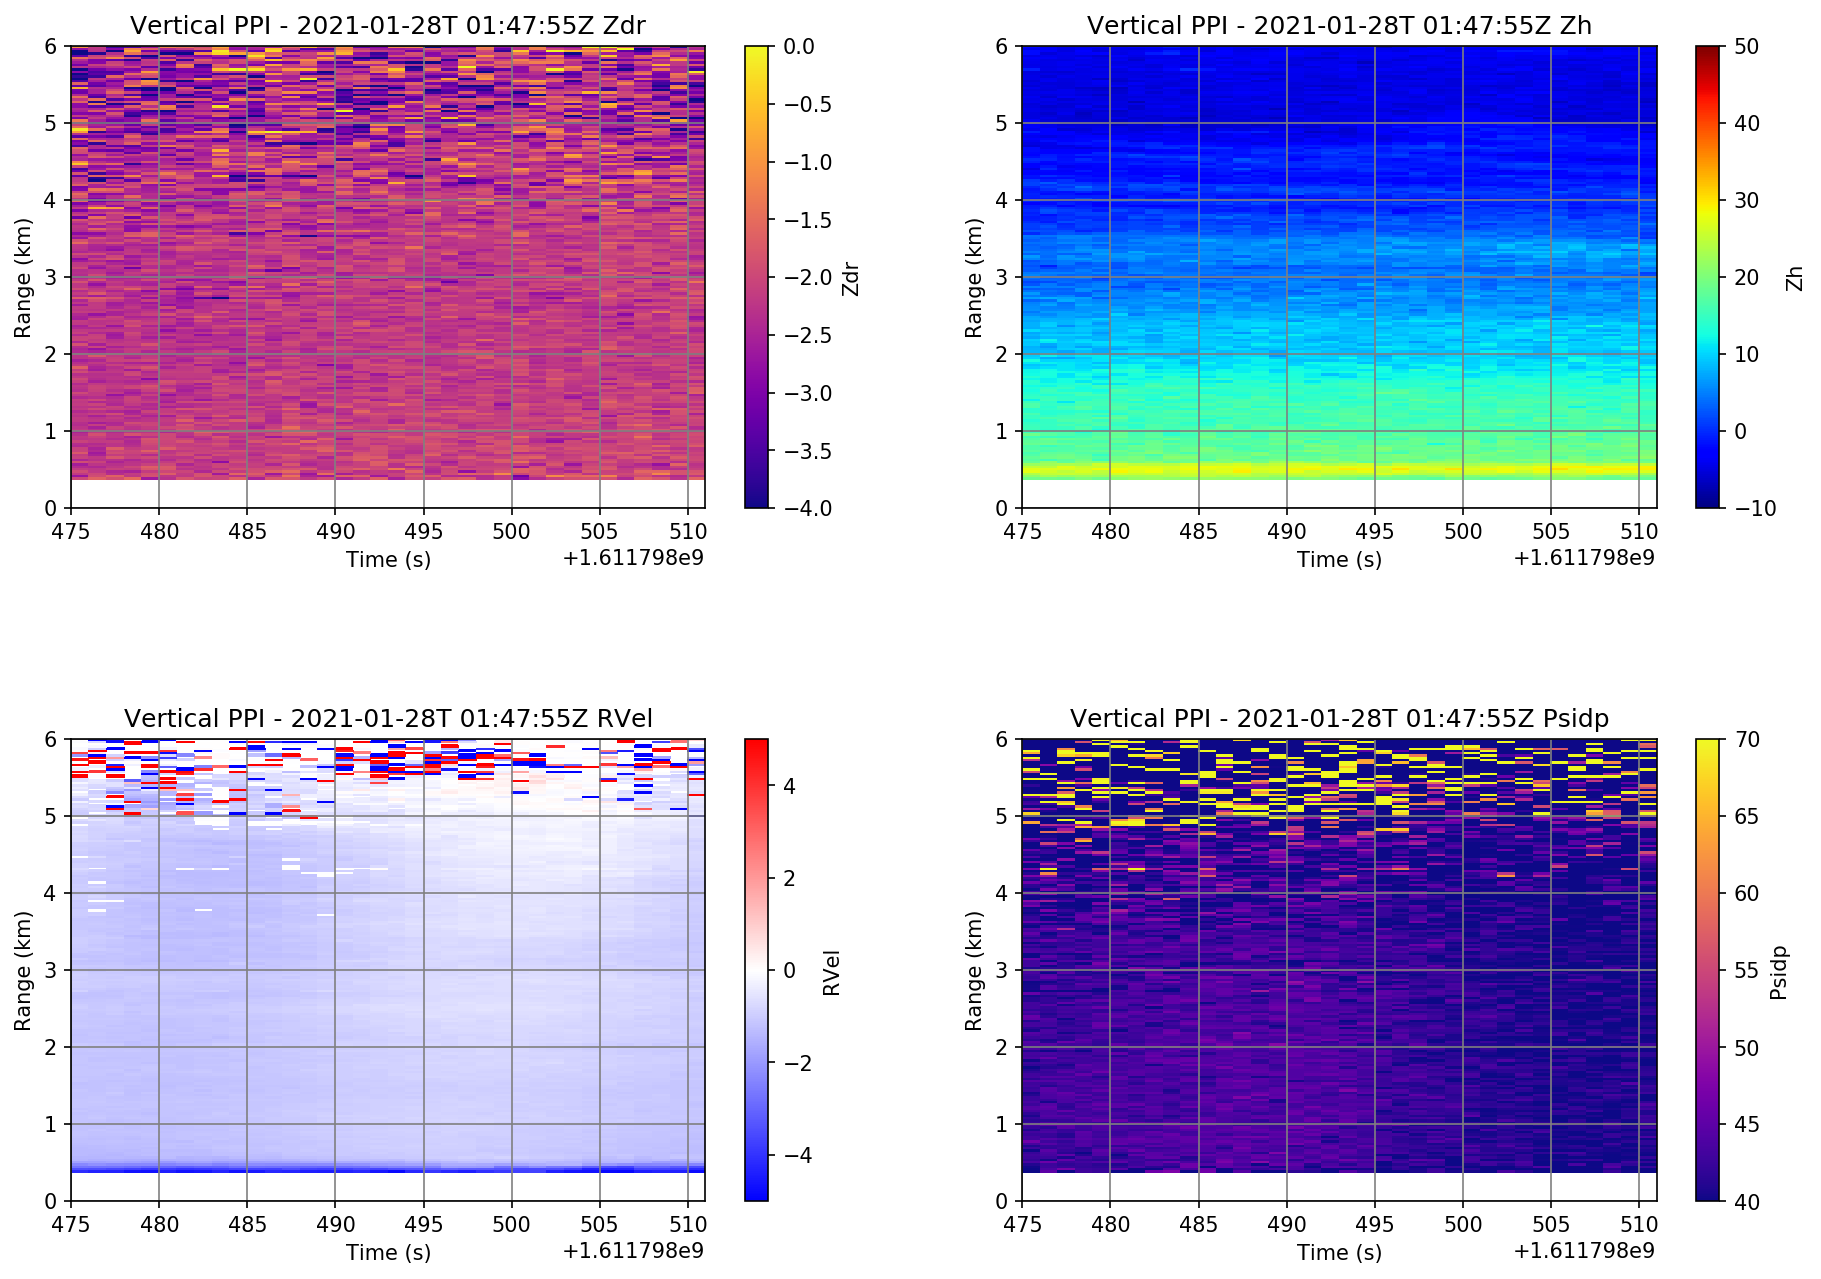 Vertical PPI - 2021-01-28T 01:47:55Z Zdr
6
5
4
3
2
1
0
Range (km)
475 480 485 490 495 500 505 510
Time (s)
+1.611798e9
0.0
−0.5
−1.0
−1.5
−2.0
−2.5
−3.0
−3.5
−4.0
Zdr
Vertical PPI - 2021-01-28T 01:47:55Z Zh
6
5
4
3
2
1
0
Range (km)
475 480 485 490 495 500 505 510
Time (s)
+1.611798e9
50
40
30
20
10
0
−10
Zh
Vertical PPI - 2021-01-28T 01:47:55Z RVel
6
5
4
3
2
1
0
Range (km)
475 480 485 490 495 500 505 510
Time (s)
+1.611798e9
4
2
0
−2
−4
RVel
Vertical PPI - 2021-01-28T 01:47:55Z Psidp
6
5
4
3
2
1
0
Range (km)
475 480 485 490 495 500 505 510
Time (s)
+1.611798e9
70
65
60
55
50
45
40
Psidp